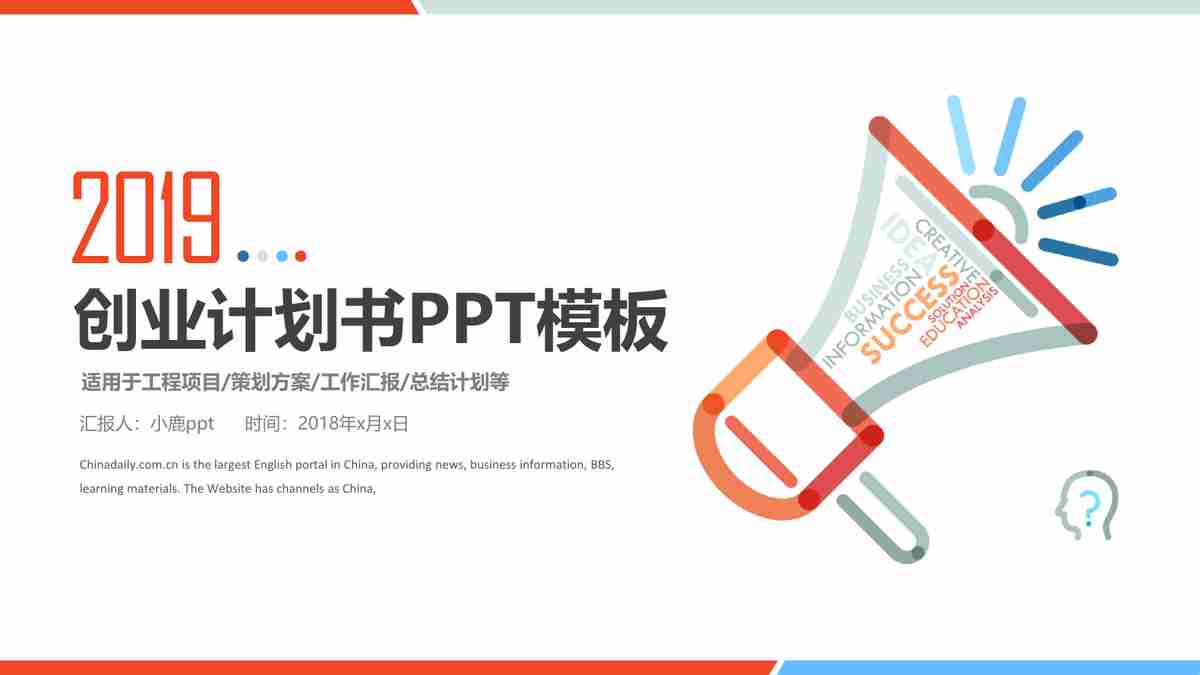 2019
创业计划书PPT模板
适用于工程项目/策划方案/工作汇报/总结计划等
汇报人：小鹿ppt 时间：2018年x月x日
Chinadaily.com.cn is the largest English portal in China, providing news, business information, BBS,
learning materials. The Website has channels as China,
IDEA
CREATIVE
BUSINESS
INFORMATION
SUCCESS
SOLUTION
EDUCATION
ANALYSIS
?